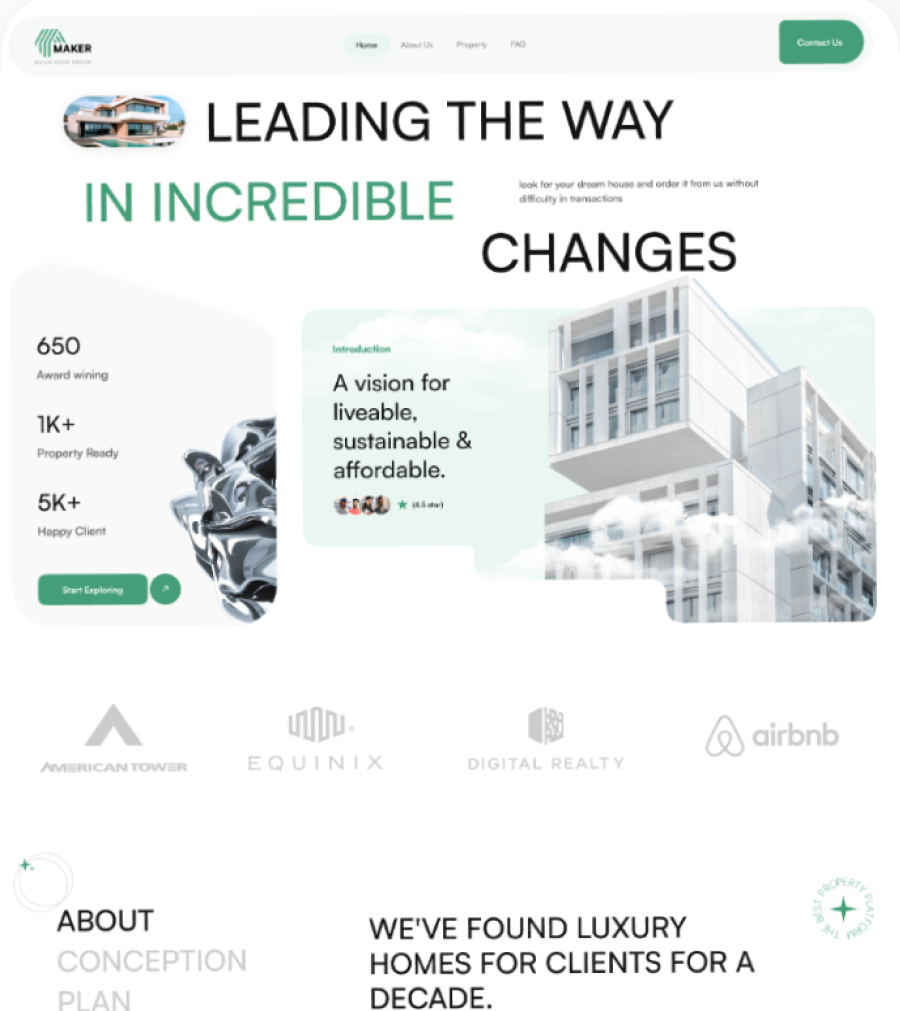 MAKER
BUILD YOUR DREAM
Home
About Us
Property
FAQ
Contact Us
LEADING THE WAY
IN INCREDIBLE
look for your dream house and order it from us without
difficulty in transactions
CHANGES
650
Award wining
1K+
Property Ready
5K+
Happy Client
Start Exploring
Introduction
A vision for
liveable,
sustainable &
affordable.
(4.5 star)
AMERICAN TOWER
EQUINIX
DIGITAL REALTY
airbnb
THE BEST PROPERTY PLATFORM
ABOUT
CONCEPTION
PLAN
WE'VE FOUND LUXURY
HOMES FOR CLIENTS FOR A
DECADE.